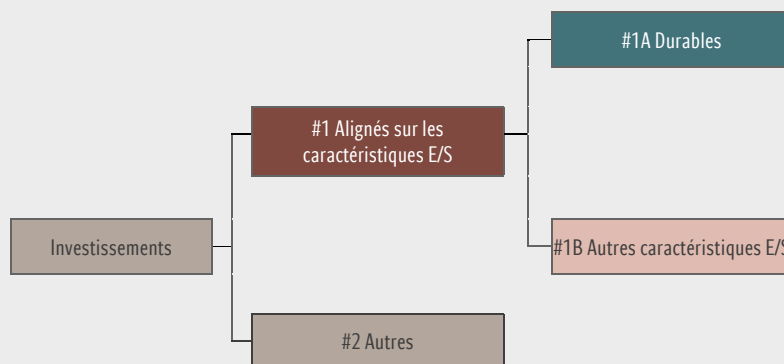 #1A Durables
#1 Alignés sur les
caractéristiques E/S
Investissements
#1B Autres caractéristiques E/S
#2 Autres